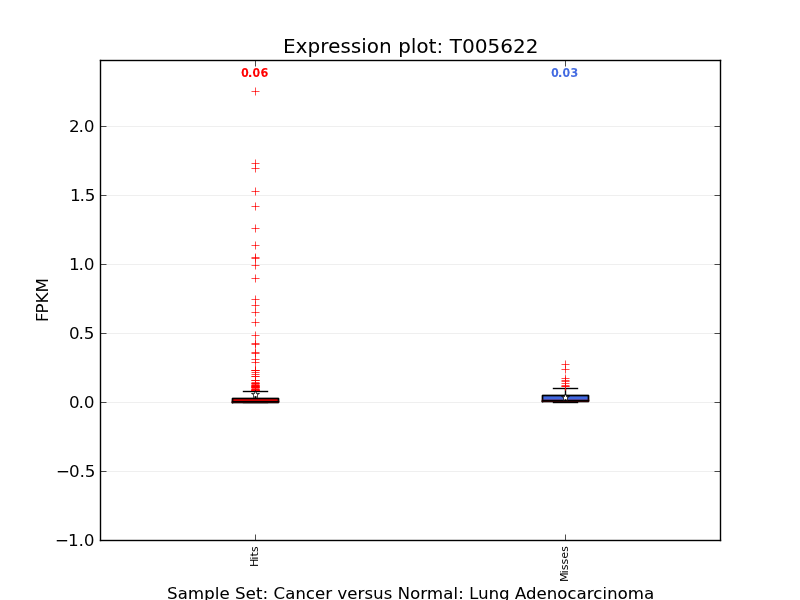 Expression plot: T005622
0.06
0.03
2.0
1.5
1.0
0.5
0.0
−0.5
−1.0
FPKM
Hits
Misses
Sample Set: Cancer versus Normal: Lung Adenocarcinoma